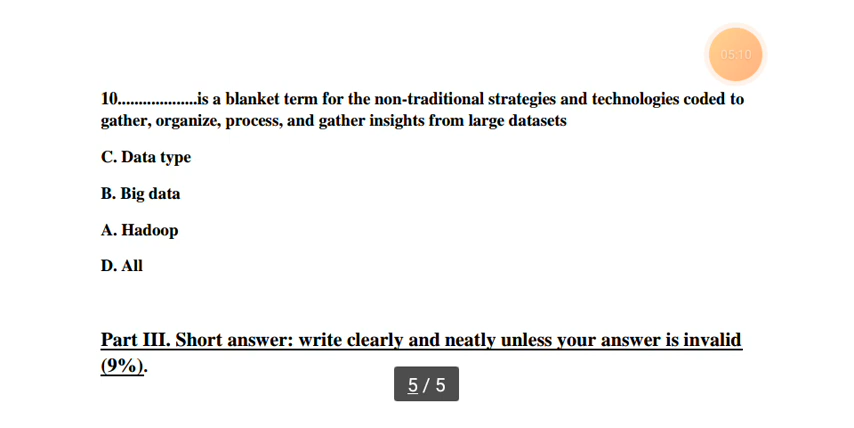 05:10
10...................is a blanket term for the non-traditional strategies and technologies coded to
gather, organize, process, and gather insights from large datasets
C. Data type
B. Big data
A. Hadoop
D. All
Part III. Short answer: write clearly and neatly unless your answer is invalid
(9%).
5 / 5